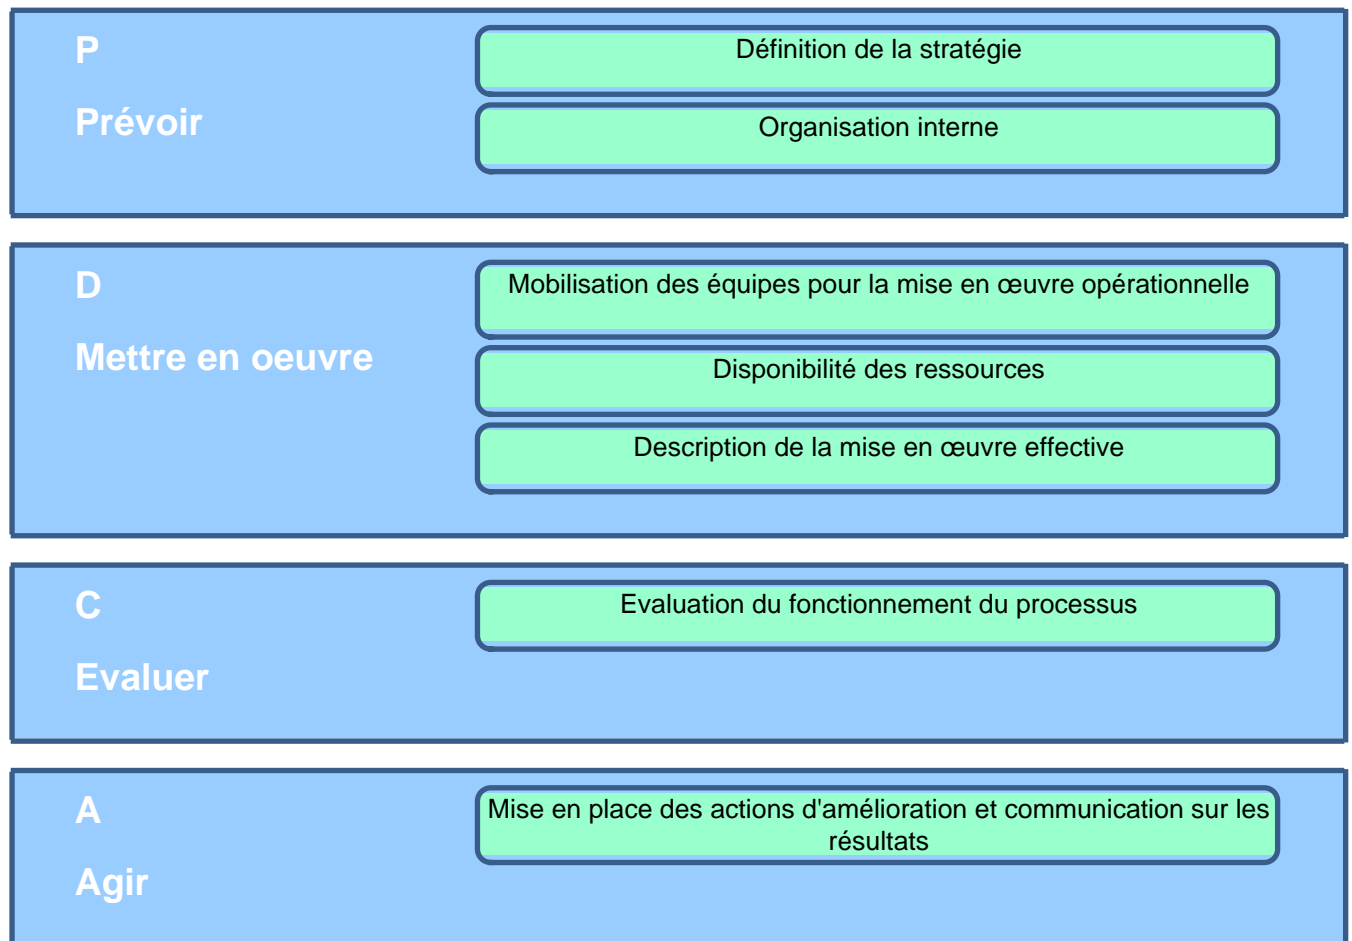 P
Prévoir
Définition de la stratégie
Organisation interne
D
Mettre en oeuvre
Mobilisation des équipes pour la mise en œuvre opérationnelle
Disponibilité des ressources
Description de la mise en œuvre effective
C
Evaluer
Evaluation du fonctionnement du processus
A
Agir
Mise en place des actions d'amélioration et communication sur les
résultats